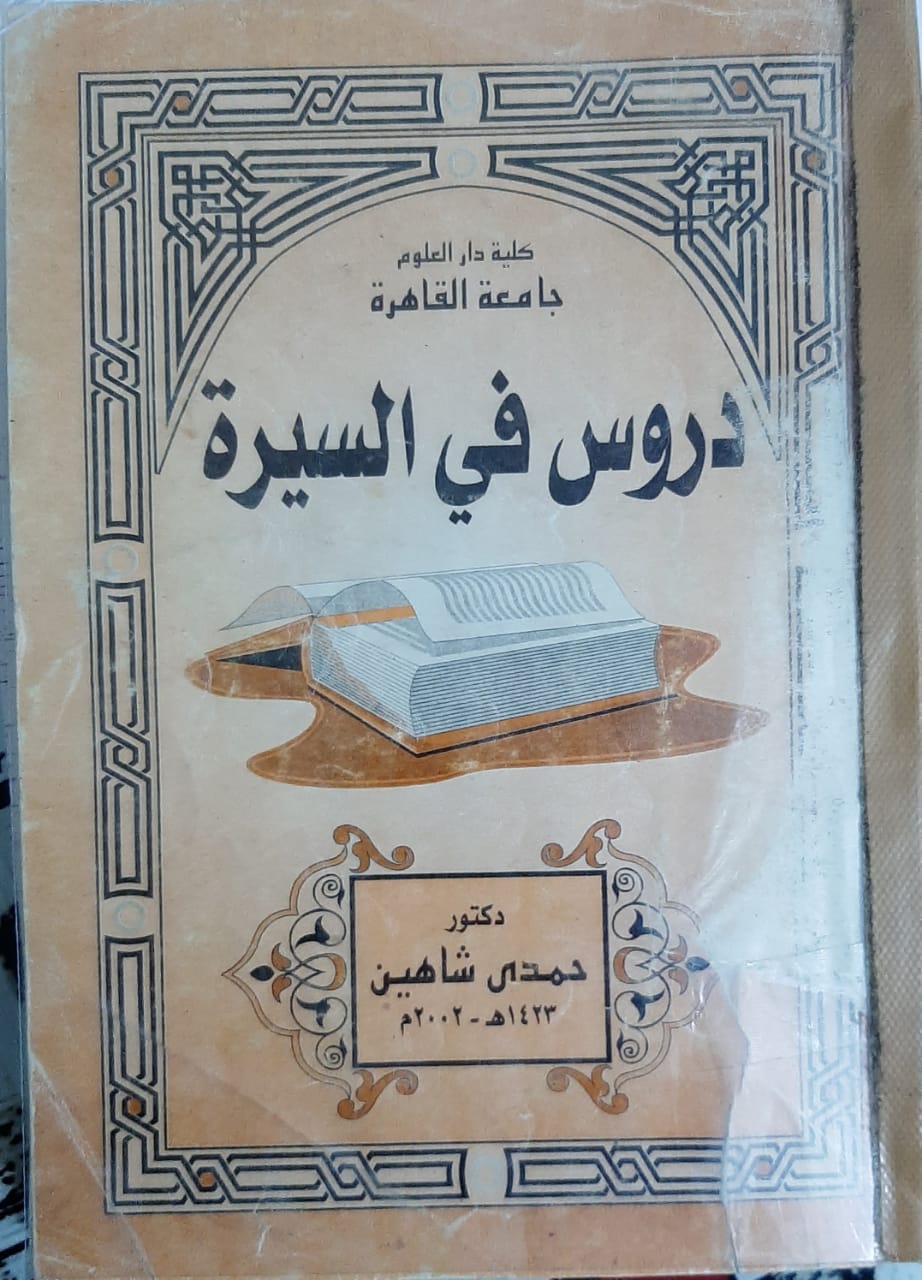 كلية دار العلوم
جامعة القاهرة
دروس في السيرة
دكتور
حمدى شاهين
١٤٢٣هـ - ٢٠٠٢م